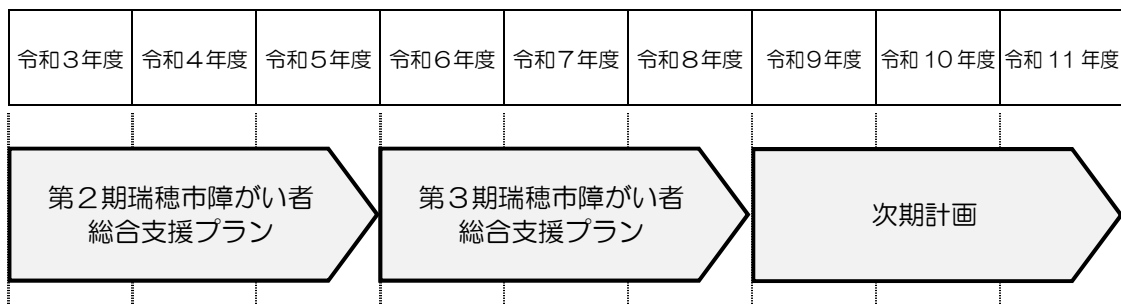 令和３年度 令和４年度 令和５年度 令和６年度 令和７年度 令和８年度 令和９年度 令和 10 年度 令和 11 年度
第２期瑞穂市障がい者
総合支援プラン
第３期瑞穂市障がい者
総合支援プラン
次期計画